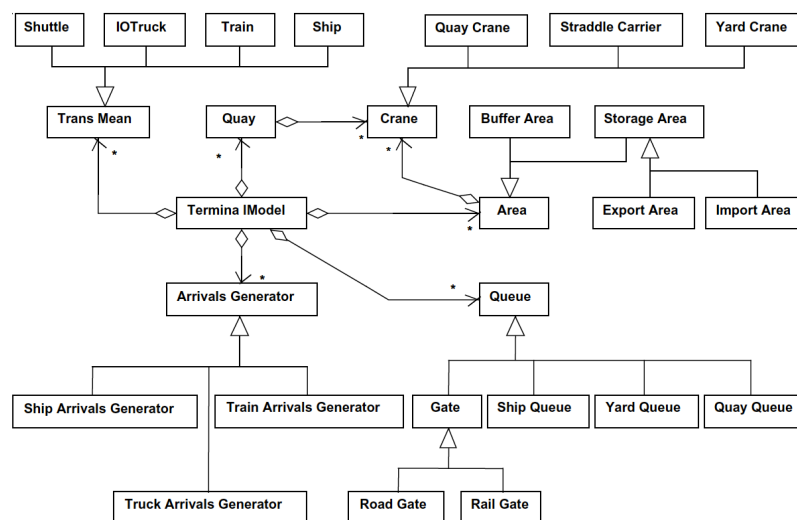 Shuttle
IOTruck
Train
Ship
Quay Crane
Straddle Carrier
Yard Crane
Trans Mean
Quay
Crane
Buffer Area
Storage Area
*
*
*
*
Termina lModel
Area
Export Area
Import Area
*
*
*
Arrivals Generator
Queue
Ship Arrivals Generator
Train Arrivals Generator
Gate
Ship Queue
Yard Queue
Quay Queue
Truck Arrivals Generator
Road Gate
Rail Gate